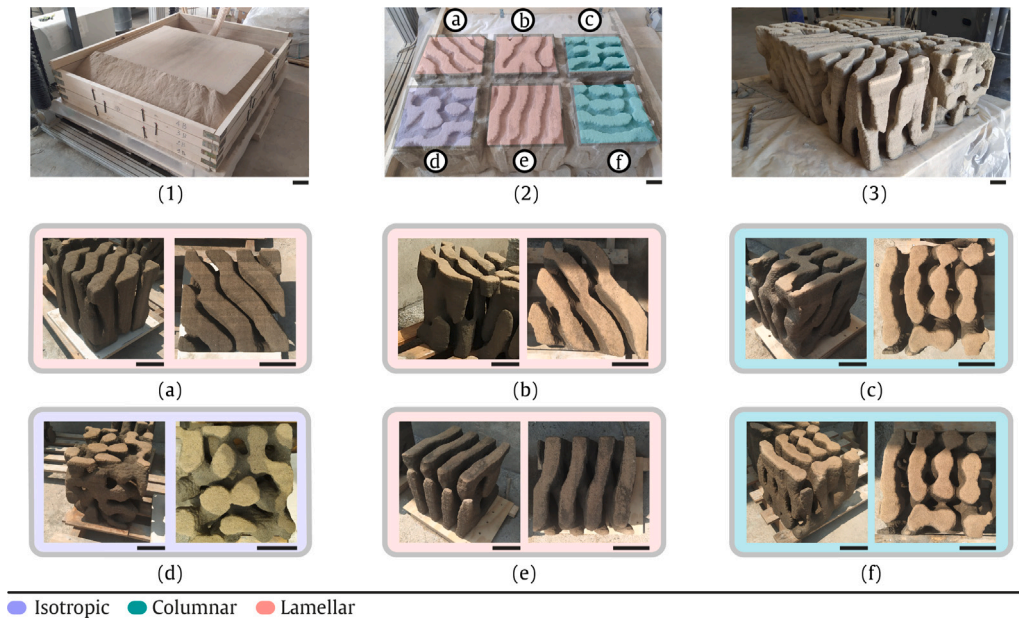 a b c
d e f
(1) (2) (3)
(a) (b) (c)
(d) (e) (f)
Isotropic Columnar Lamellar